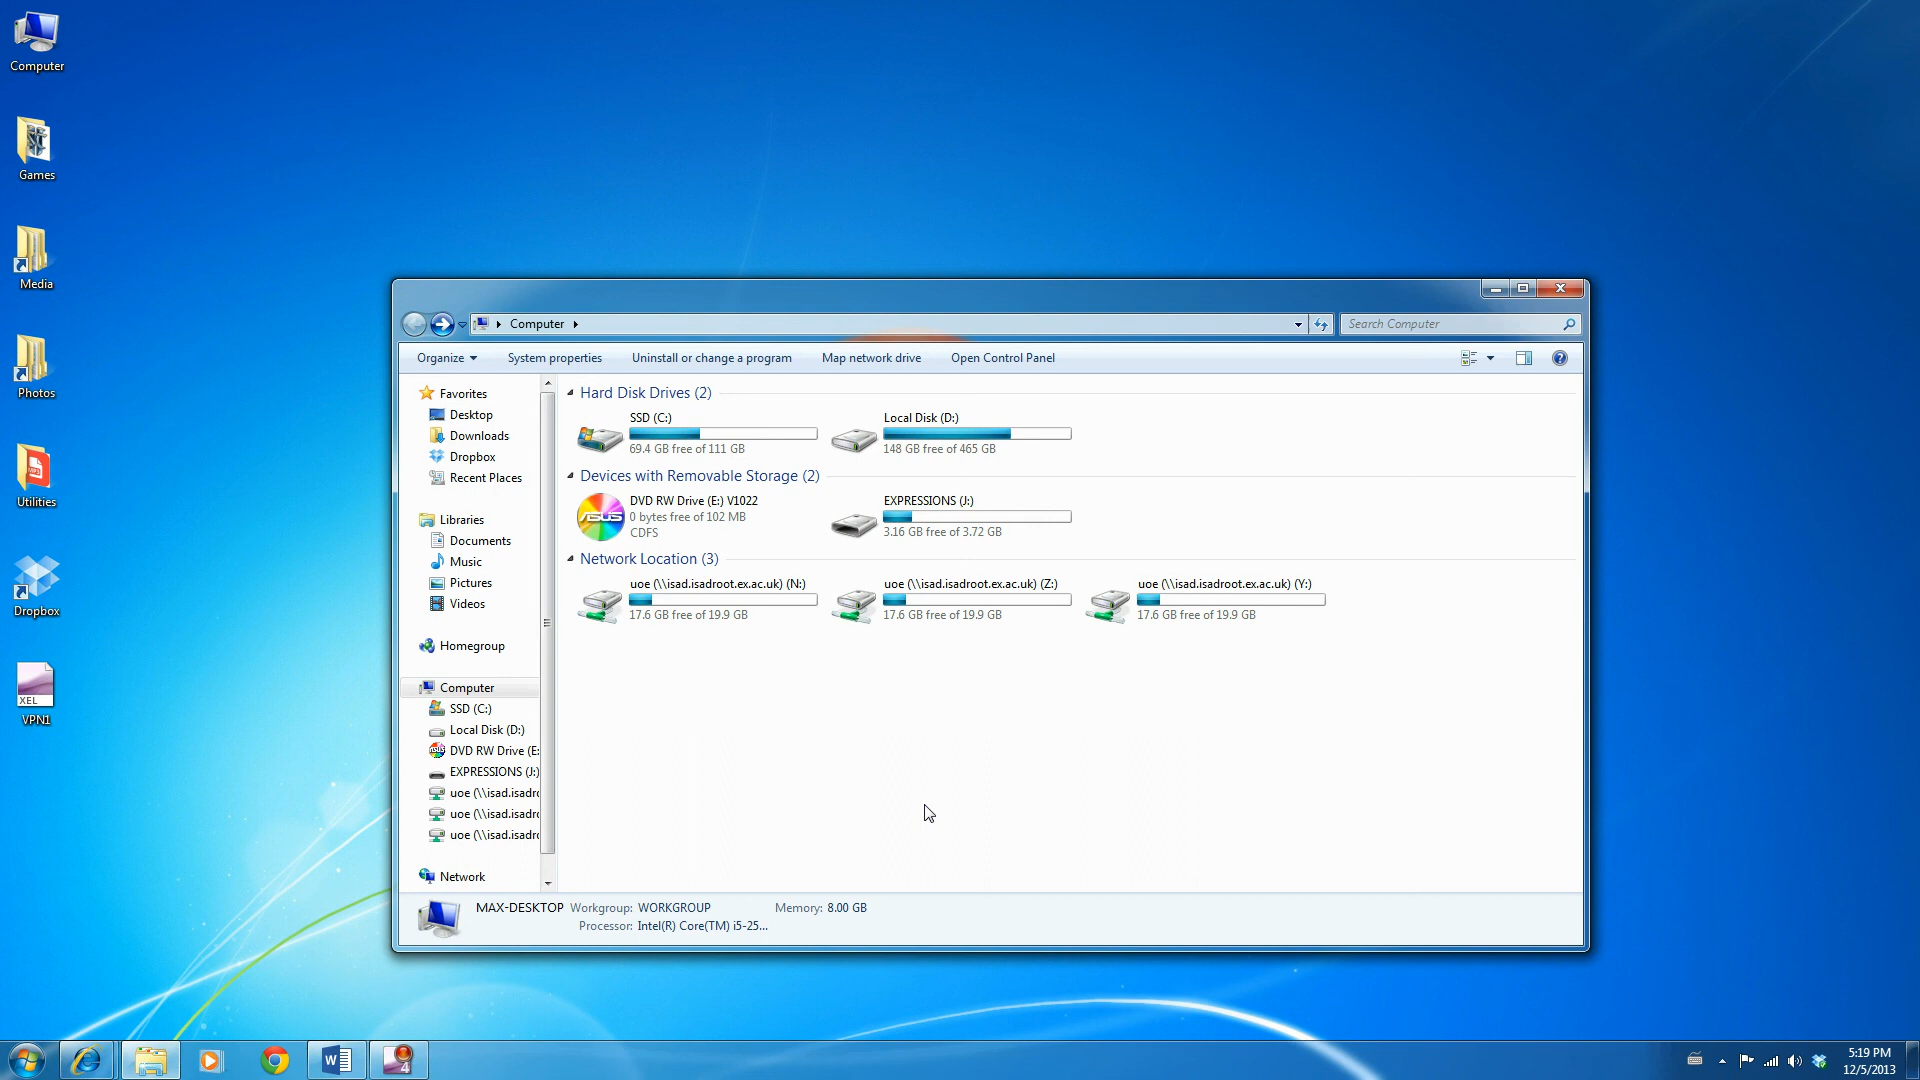 Computer
Games
Media
Photos
Utilities
Dropbox
XEL
VPN1
Computer
Search Computer
Organize
System properties
Uninstall or change a program
Map network drive
Open Control Panel
Favorites
Desktop
Downloads
Dropbox
Recent Places
Libraries
Documents
Music
Pictures
Videos
Homegroup
Computer
SSD (C:)
Local Disk (D:)
DVD RW Drive (E:
EXPRESSIONS (J:)
uoe (\\isad.isadro
uoe (\\isad.isadro
uoe (\\isad.isadro
Network
Hard Disk Drives (2)
SSD (C:)
69.4 GB free of 111 GB
Local Disk (D:)
148 GB free of 465 GB
Devices with Removable Storage (2)
ASUS
DVD RW Drive (E:) V1022
0 bytes free of 102 MB
CDFS
EXPRESSIONS (J:)
3.16 GB free of 3.72 GB
Network Location (3)
uoe (\\isad.isadroot.ex.ac.uk) (N:)
17.6 GB free of 19.9 GB
uoe (\\isad.isadroot.ex.ac.uk) (Z:)
17.6 GB free of 19.9 GB
uoe (\\isad.isadroot.ex.ac.uk) (Y:)
17.6 GB free of 19.9 GB
MAX-DESKTOP Workgroup: WORKGROUP Memory: 8.00 GB
Processor: Intel(R) Core(TM) i5-25...
W
4
5:19 PM
12/5/2013